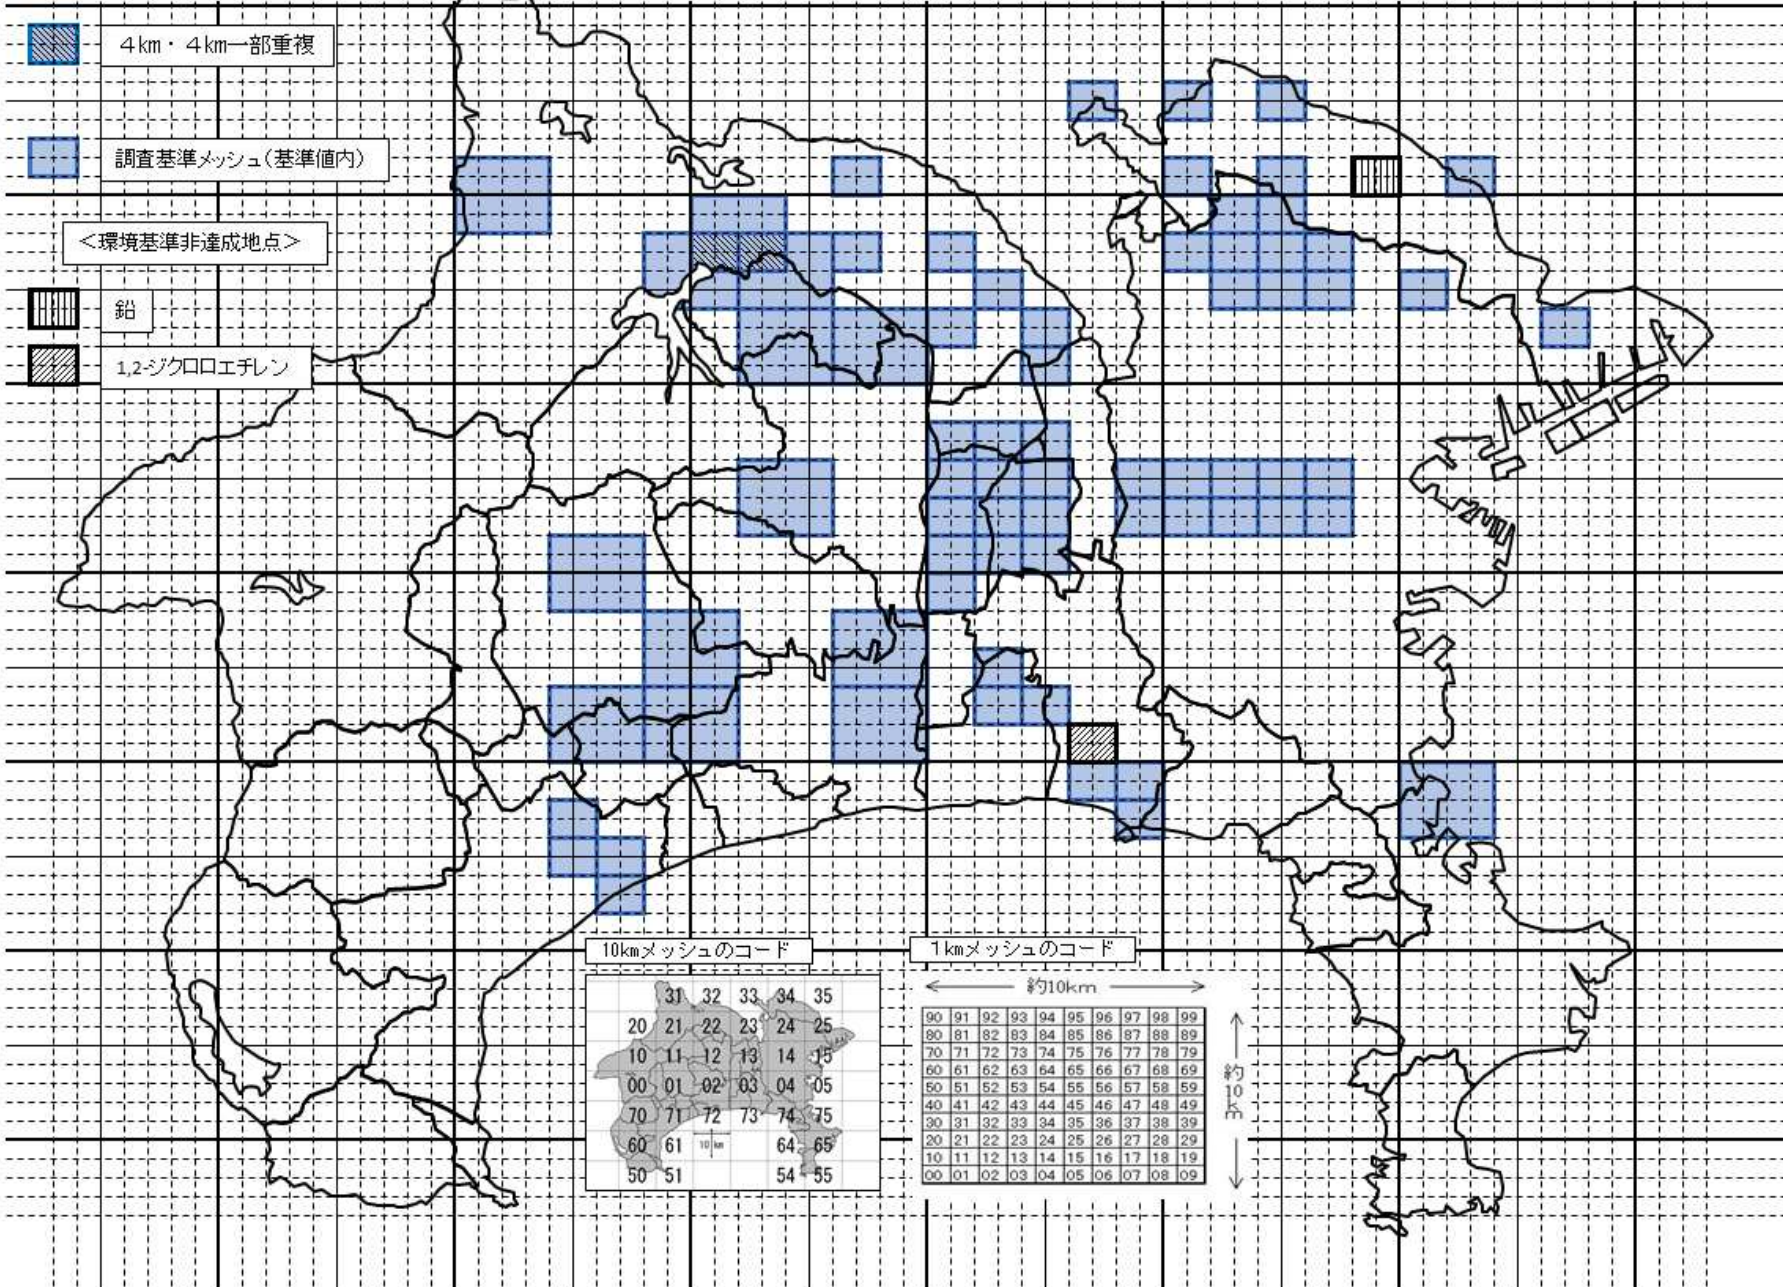 4km・4km一部重複
調査基準メッシュ(基準値内)
<環境基準非達成地点>
鉛
1,2-ジクロロエチレン
10kmメッシュのコード
31 32 33 34 35
20 21 22 23 24 25
10 11 12 13 14 15
00 01 02 03 04 05
70 71 72 73 74 75
60 61 10km 64 65
50 51 54 55
1kmメッシュのコード
約10km
90 91 92 93 94 95 96 97 98 99
80 81 82 83 84 85 86 87 88 89
70 71 72 73 74 75 76 77 78 79
60 61 62 63 64 65 66 67 68 69
50 51 52 53 54 55 56 57 58 59
40 41 42 43 44 45 46 47 48 49
30 31 32 33 34 35 36 37 38 39
20 21 22 23 24 25 26 27 28 29
10 11 12 13 14 15 16 17 18 19
00 01 02 03 04 05 06 07 08 09
約10km